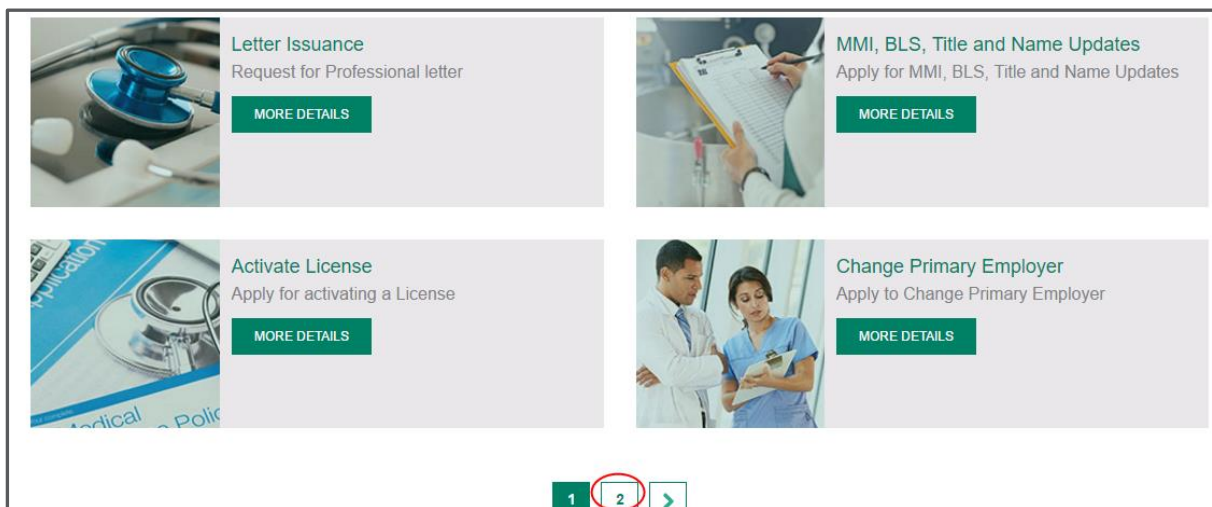 Letter Issuance
Request for Professional letter
MORE DETAILS
MMI, BLS, Title and Name Updates
Apply for MMI, BLS, Title and Name Updates
MORE DETAILS
Activate License
Apply for activating a License
MORE DETAILS
Change Primary Employer
Apply to Change Primary Employer
MORE DETAILS
1 2 >